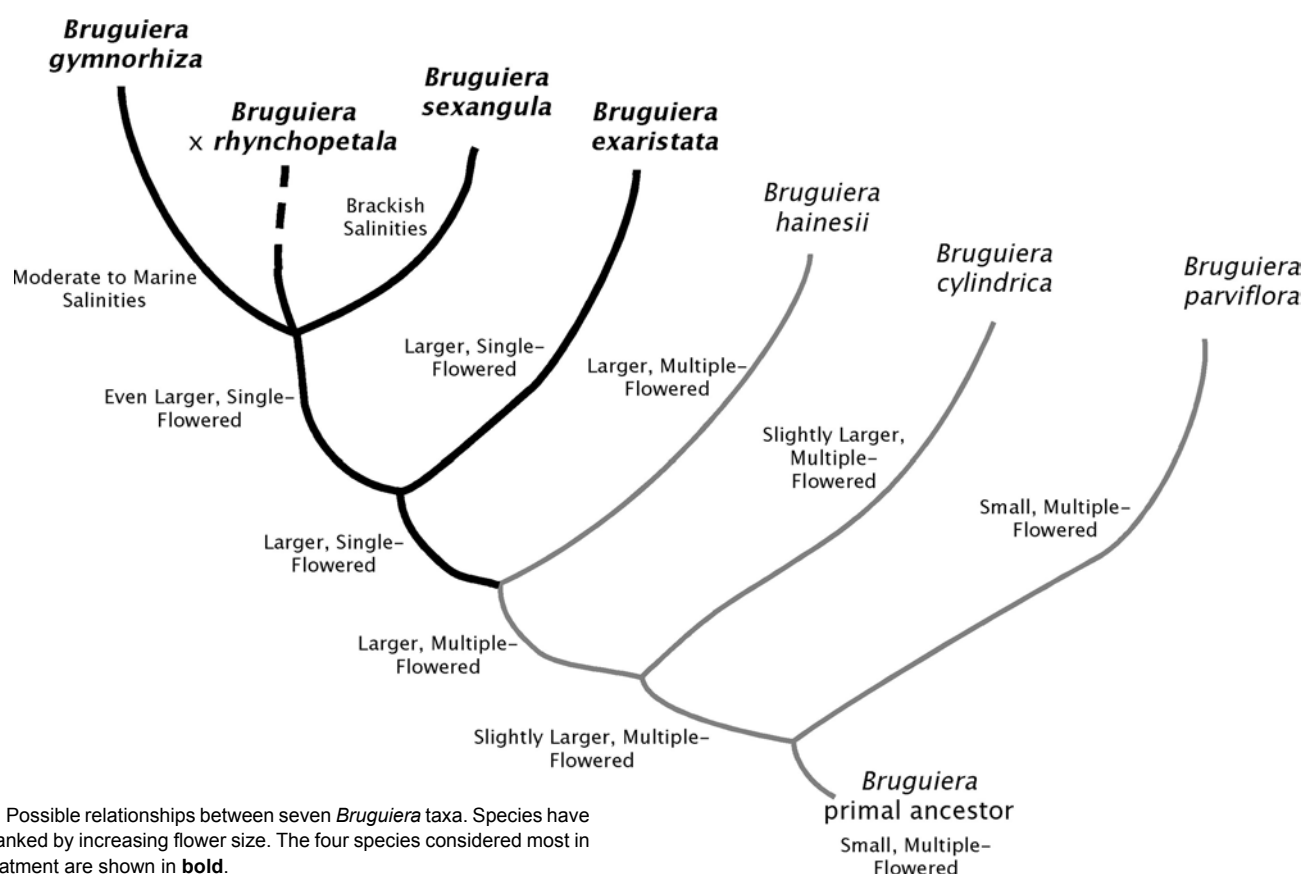 Bruguiera
gymnorhiza
Bruguiera
x rhynchopetala
Bruguiera
sexangula
Bruguiera
exaristata
Bruguiera
hainesii
Bruguiera
cylindrica
Bruguiera
parviflora
Brackish
Salinities
Moderate to Marine
Salinities
Larger, Single-
Flowered
Larger, Multiple-
Flowered
Even Larger, Single-
Flowered
Slightly Larger,
Multiple-
Flowered
Small, Multiple-
Flowered
Larger, Single-
Flowered
Larger, Multiple-
Flowered
Slightly Larger, Multiple-
Flowered
Bruguiera
primal ancestor
Small, Multiple-
Flowered
Possible relationships between seven Bruguiera taxa. Species have
anked by increasing flower size. The four species considered most in
eatment are shown in bold.